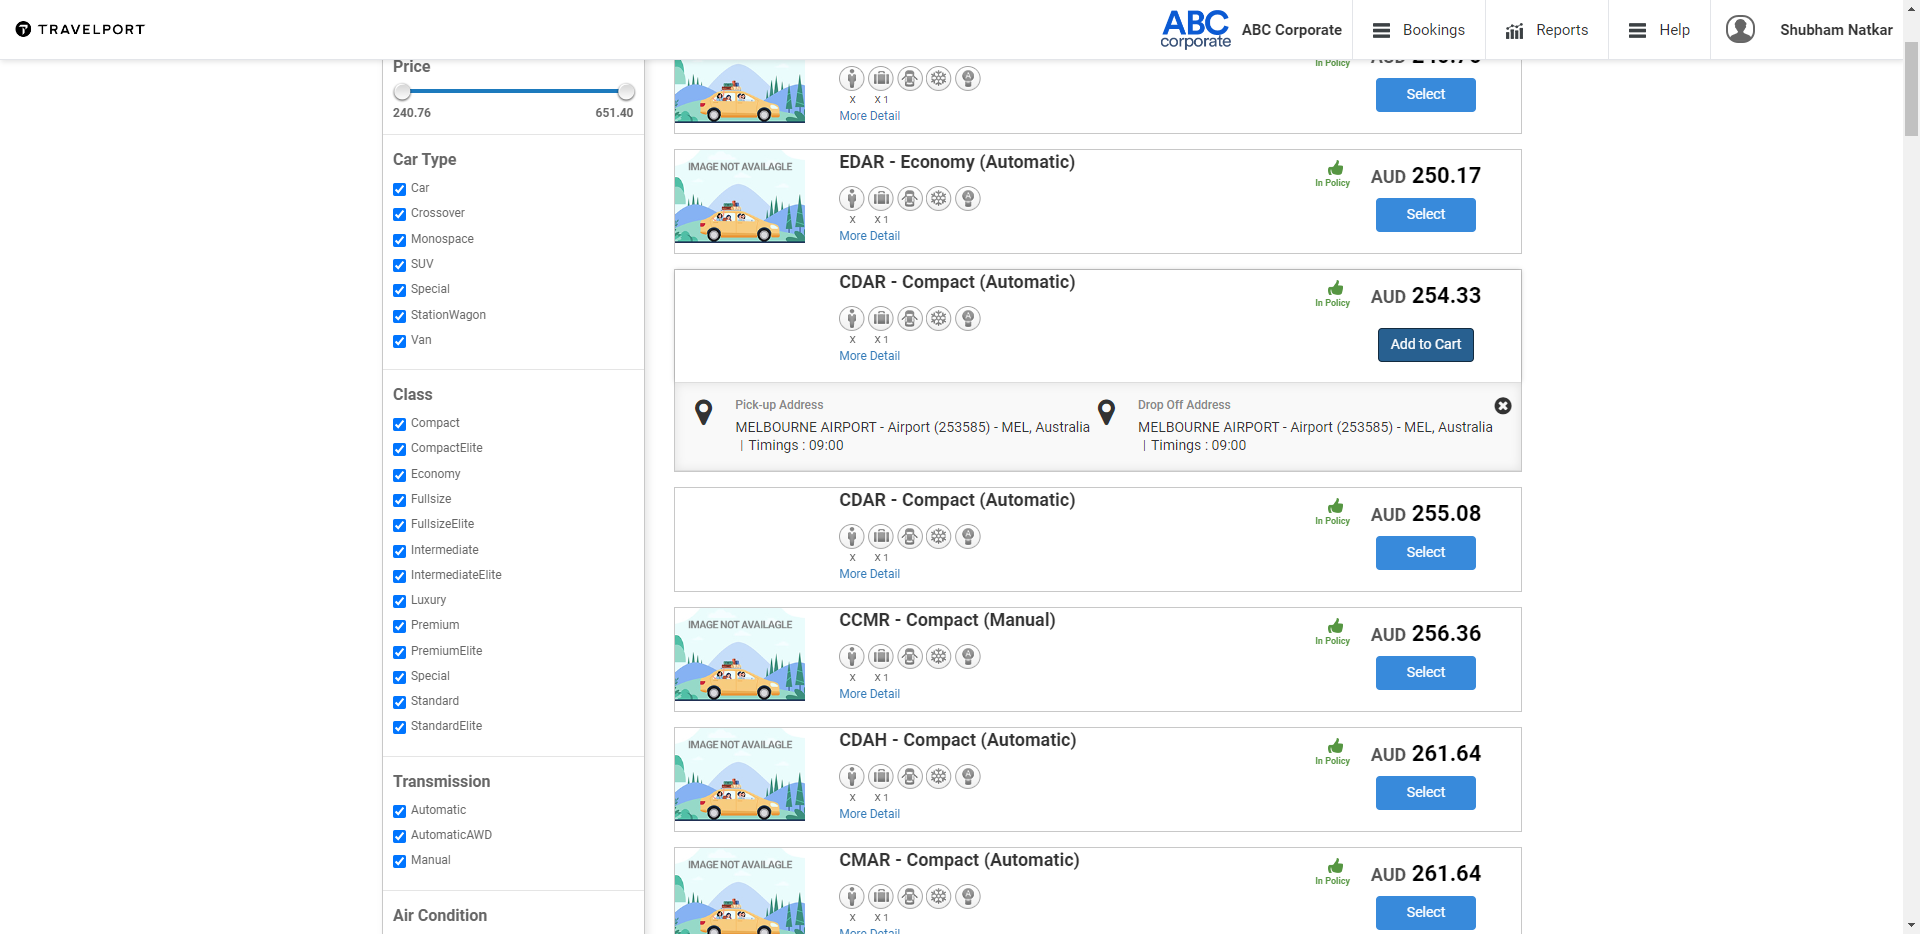 TRAVELPORT
ABC corporate
ABC Corporate
Bookings
Reports
Help
Shubham Natkar
Price
240.76
651.40
Car Type
Car
Crossover
Monospace
SUV
Special
StationWagon
Van
Class
Compact
CompactElite
Economy
Fullsize
FullsizeElite
Intermediate
IntermediateElite
Luxury
Premium
PremiumElite
Special
Standard
StandardElite
Transmission
Automatic
AutomaticAWD
Manual
Air Condition
X
X 1
More Detail
In Policy
Select
IMAGE NOT AVAILAGLE
EDAR - Economy (Automatic)
X
X 1
More Detail
In Policy
AUD 250.17
Select
CDAR - Compact (Automatic)
X
X 1
More Detail
In Policy
AUD 254.33
Add to Cart
Pick-up Address
MELBOURNE AIRPORT - Airport (253585) - MEL, Australia
| Timings : 09:00
Drop Off Address
MELBOURNE AIRPORT - Airport (253585) - MEL, Australia
| Timings : 09:00
CDAR - Compact (Automatic)
X
X 1
More Detail
In Policy
AUD 255.08
Select
IMAGE NOT AVAILAGLE
CCMR - Compact (Manual)
X
X 1
More Detail
In Policy
AUD 256.36
Select
IMAGE NOT AVAILAGLE
CDAH - Compact (Automatic)
X
X 1
More Detail
In Policy
AUD 261.64
Select
IMAGE NOT AVAILAGLE
CMAR - Compact (Automatic)
X
X 1
More Detail
In Policy
AUD 261.64
Select